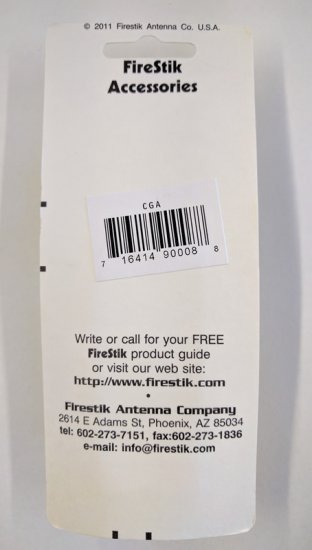 © 2011 Firestik Antenna Co. U.S.A.
FireStik
Accessories
CGA
7 16414 90008 8
Write or call for your FREE
FireStik product guide
or visit our web site:
http://www.firestik.com
•
Firestik Antenna Company
2614 E Adams St, Phoenix, AZ 85034
tel: 602-273-7151, fax:602-273-1836
e-mail: info@firestik.com